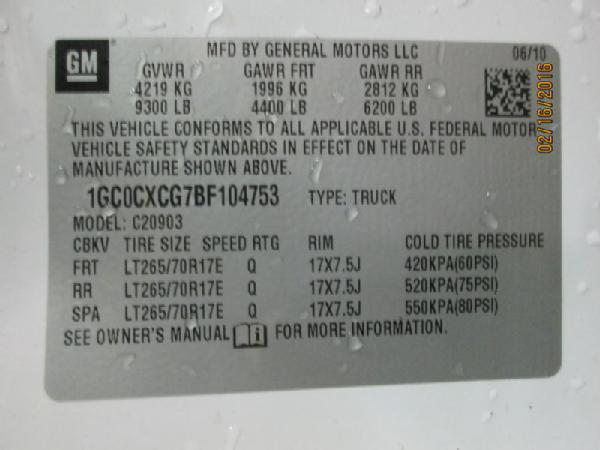 GM
MFD BY GENERAL MOTORS LLC 06/10
GVWR GAWR FRT GAWR RR
4219 KG 1996 KG 2812 KG
9300 LB 4400 LB 6200 LB
THIS VEHICLE CONFORMS TO ALL APPLICABLE U.S. FEDERAL MOTOR
VEHICLE SAFETY STANDARDS IN EFFECT ON THE DATE OF
MANUFACTURE SHOWN ABOVE.
1GC0CXCG7BF104753 TYPE: TRUCK
MODEL: C20903
CBKV TIRE SIZE SPEED RTG RIM COLD TIRE PRESSURE
FRT LT265/70R17E Q 17X7.5J 420KPA(60PSI)
RR LT265/70R17E Q 17X7.5J 520KPA(75PSI)
SPA LT265/70R17E Q 17X7.5J 550KPA(80PSI)
SEE OWNER'S MANUAL i FOR MORE INFORMATION.
02/16/2016